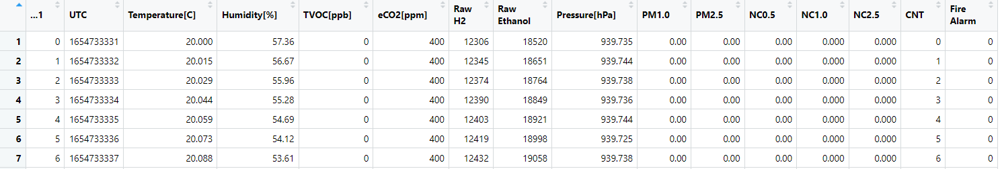 ...1 UTC Temperature[C] Humidity[%] TVOC[ppb] eCO2[ppm] Raw H2 Raw Ethanol Pressure[hPa] PM1.0 PM2.5 NC0.5 NC1.0 NC2.5 CNT Fire Alarm
1 0 1654733331 20.000 57.36 0 400 12306 18520 939.735 0.00 0.00 0.00 0.000 0.000 0 0
2 1 1654733332 20.015 56.67 0 400 12345 18651 939.744 0.00 0.00 0.00 0.000 0.000 1 0
3 2 1654733333 20.029 55.96 0 400 12374 18764 939.738 0.00 0.00 0.00 0.000 0.000 2 0
4 3 1654733334 20.044 55.28 0 400 12390 18849 939.736 0.00 0.00 0.00 0.000 0.000 3 0
5 4 1654733335 20.059 54.69 0 400 12403 18921 939.744 0.00 0.00 0.00 0.000 0.000 4 0
6 5 1654733336 20.073 54.12 0 400 12419 18998 939.725 0.00 0.00 0.00 0.000 0.000 5 0
7 6 1654733337 20.088 53.61 0 400 12432 19058 939.738 0.00 0.00 0.00 0.000 0.000 6 0